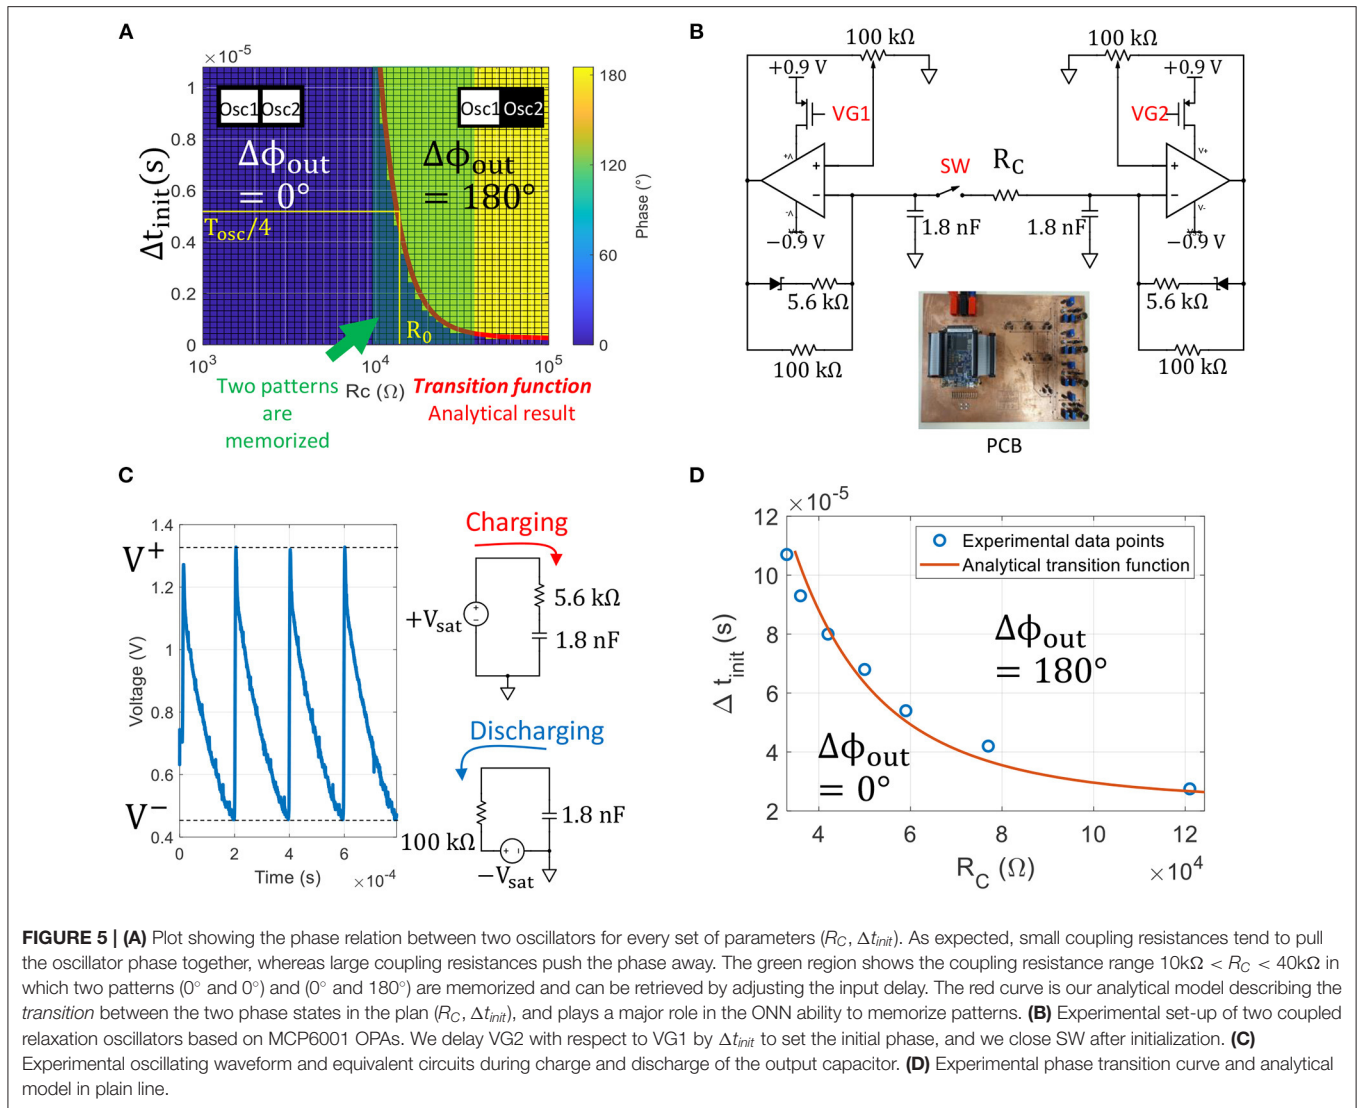 A
×10⁻⁵
1
0.8
0.6
0.4
0.2
0
Δt_init(s)
Osc1 Osc2
Δϕ_out
= 0°
Osc1 Osc2
Δϕ_out
= 180°
T_osc/4
R_0
10³ 10⁴ 10⁵
Rc (Ω)
180
120
60
0
Phase (°)
Two patterns
are
memorized
Transition function
Analytical result
B
100 kΩ 100 kΩ
+0.9 V +0.9 V
VG1 VG2
V+ V+
+ SW R_C +
− −
V- V-
1.8 nF 1.8 nF
−0.9 V −0.9 V
5.6 kΩ 5.6 kΩ
100 kΩ 100 kΩ
PCB
C
1.4
1.2
1
0.8
0.6
0.4
V+
V−
Voltage (V)
0 2 4 6
Time (s) ×10⁻⁴
Charging
+V_sat
5.6 kΩ
1.8 nF
Discharging
100 kΩ
1.8 nF
−V_sat
D
×10⁻⁵
12
10
8
6
4
2
Δ t_init (s)
Experimental data points
Analytical transition function
Δϕ_out
= 180°
Δϕ_out
= 0°
4 6 8 10 12
R_C (Ω) ×10⁴
FIGURE 5 | (A) Plot showing the phase relation between two oscillators for every set of parameters (R_C, Δt_init). As expected, small coupling resistances tend to pull
the oscillator phase together, whereas large coupling resistances push the phase away. The green region shows the coupling resistance range 10kΩ < R_C < 40kΩ in
which two patterns (0° and 0°) and (0° and 180°) are memorized and can be retrieved by adjusting the input delay. The red curve is our analytical model describing the
transition between the two phase states in the plan (R_C, Δt_init), and plays a major role in the ONN ability to memorize patterns. (B) Experimental set-up of two coupled
relaxation oscillators based on MCP6001 OPAs. We delay VG2 with respect to VG1 by Δt_init to set the initial phase, and we close SW after initialization. (C)
Experimental oscillating waveform and equivalent circuits during charge and discharge of the output capacitor. (D) Experimental phase transition curve and analytical
model in plain line.